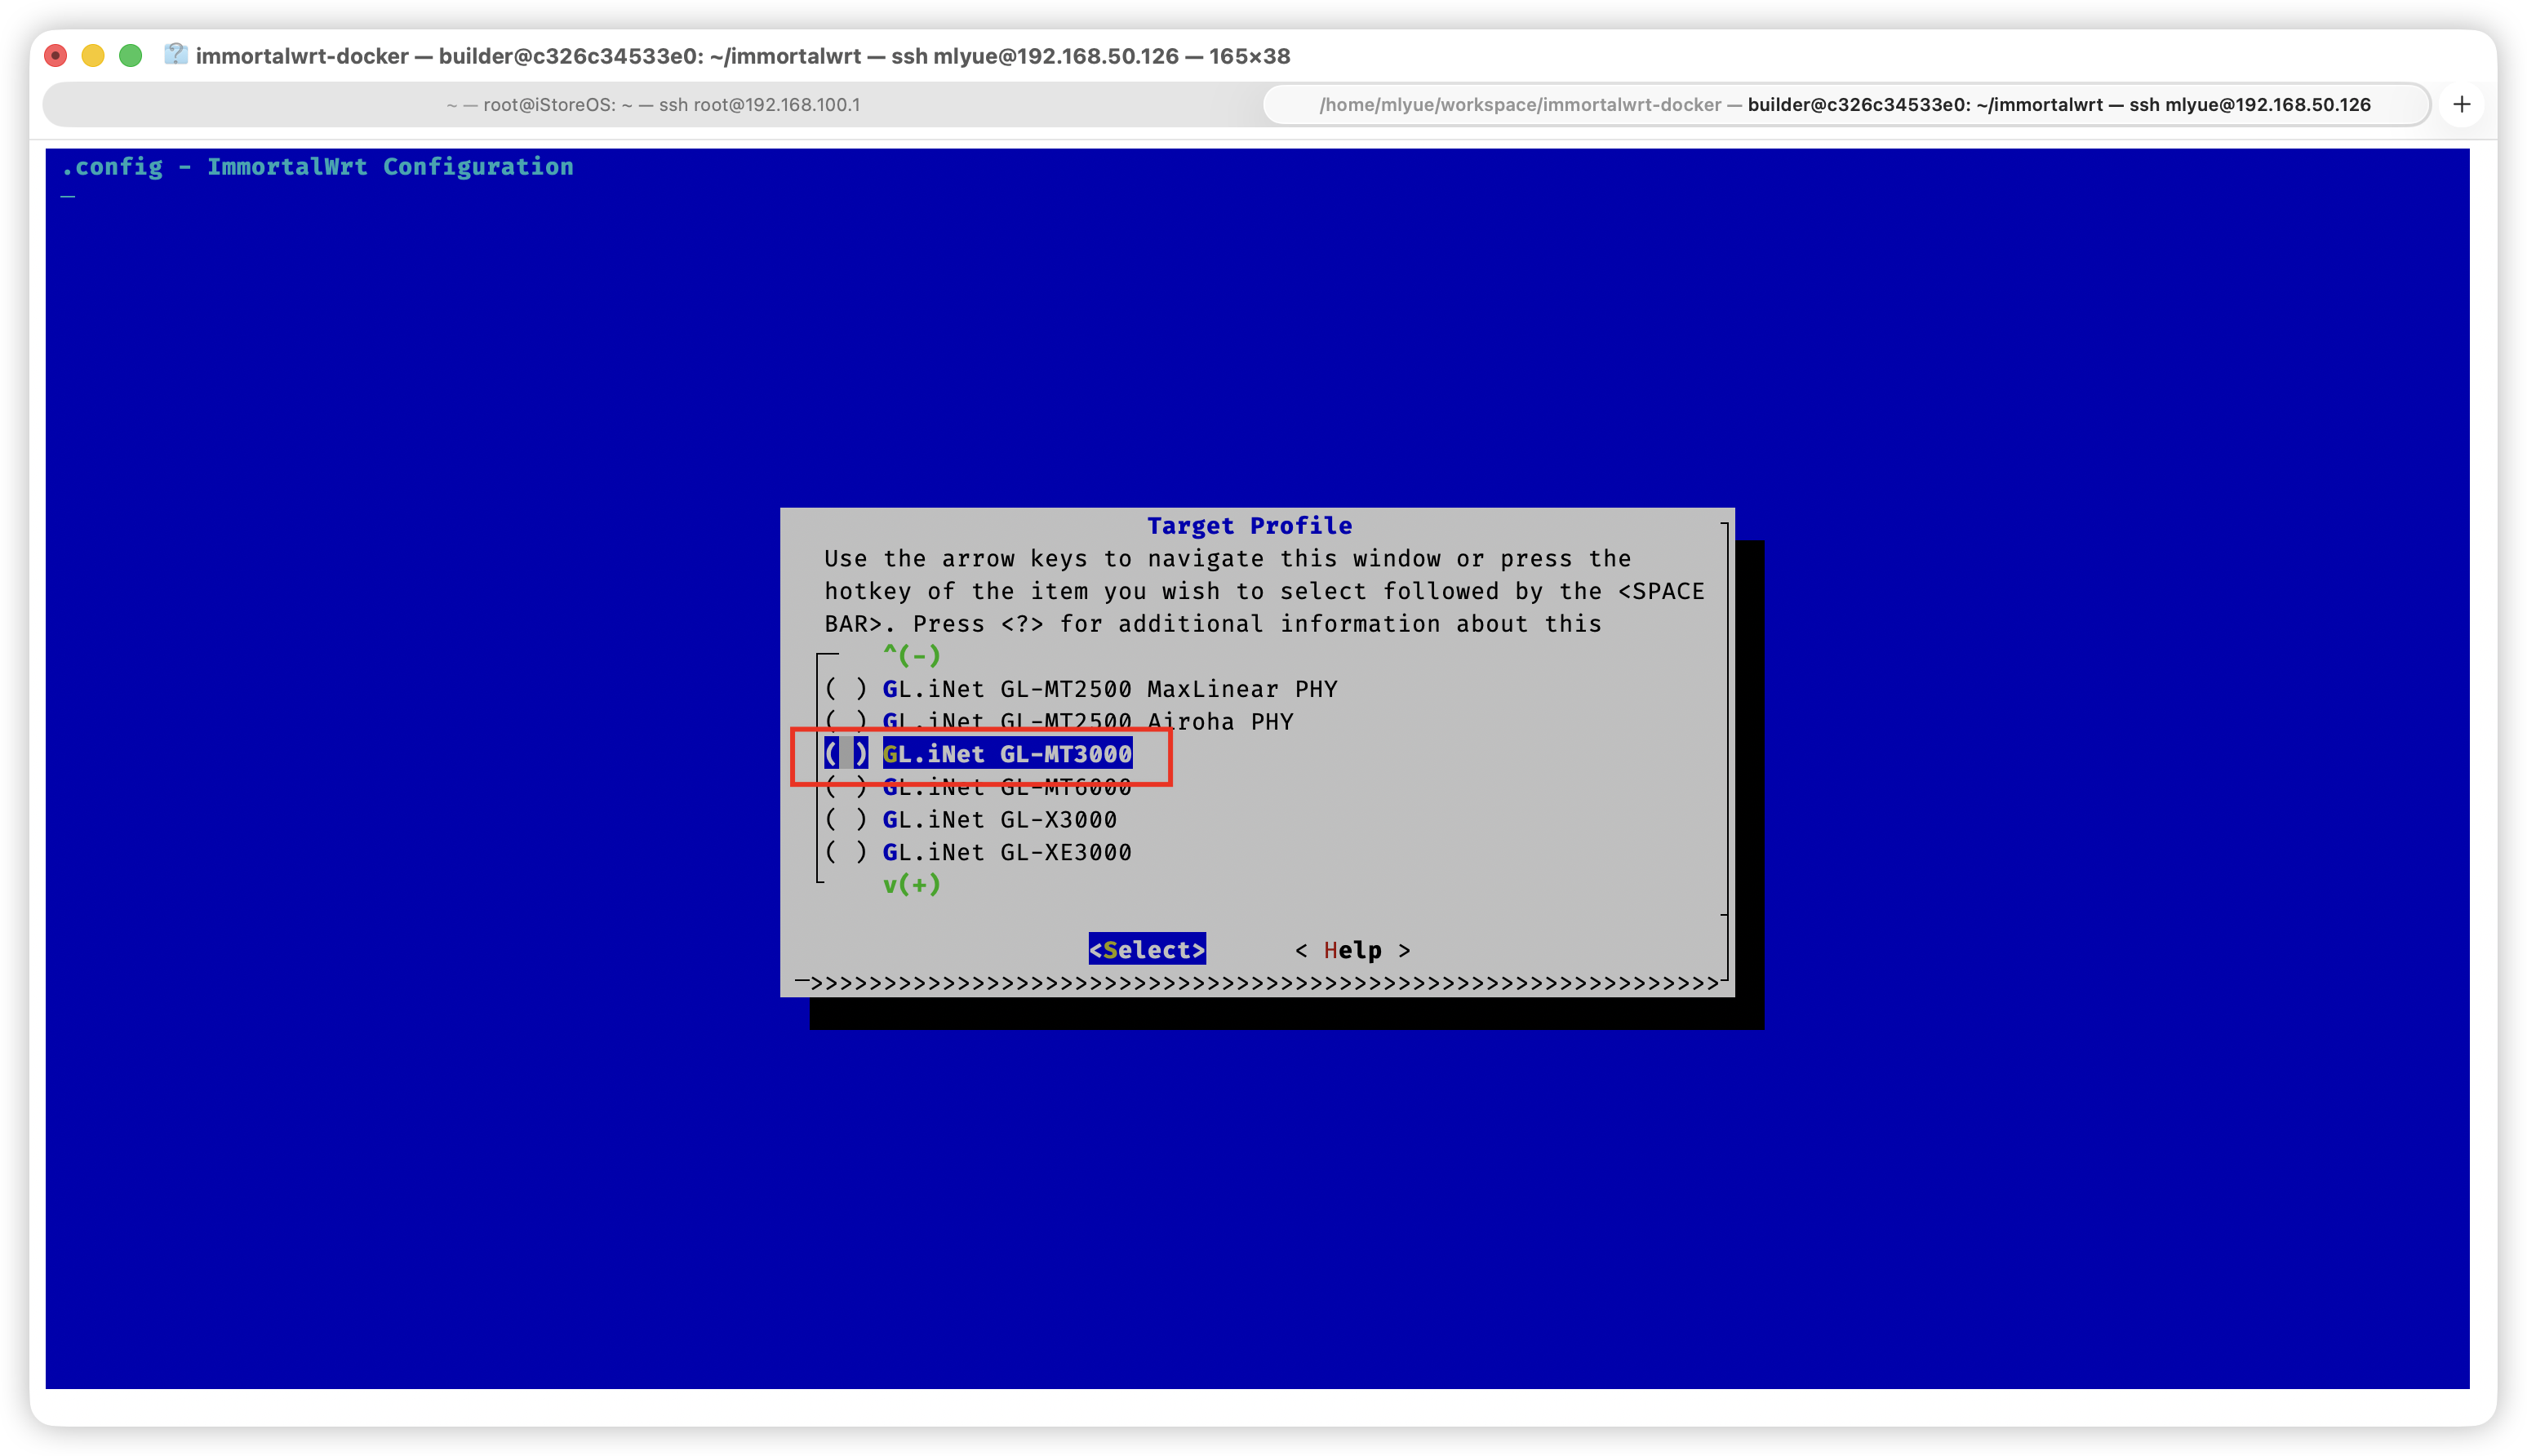 immortalwrt-docker — builder@c326c34533e0: ~/immortalwrt — ssh mlyue@192.168.50.126 — 165×38
~ — root@iStoreOS: ~ — ssh root@192.168.100.1
/home/mlyue/workspace/immortalwrt-docker — builder@c326c34533e0: ~/immortalwrt — ssh mlyue@192.168.50.126
+
.config - ImmortalWrt Configuration
Target Profile
Use the arrow keys to navigate this window or press the
hotkey of the item you wish to select followed by the <SPACE
BAR>. Press <?> for additional information about this
^(-)
( ) GL.iNet GL-MT2500 MaxLinear PHY
( ) GL.iNet GL-MT2500 Airoha PHY
( ) GL.iNet GL-MT3000
( ) GL.iNet GL-MT6000
( ) GL.iNet GL-X3000
( ) GL.iNet GL-XE3000
v(+)
<Select> < Help >
>>>>>>>>>>>>>>>>>>>>>>>>>>>>>>>>>>>>>>>>>>>>>>>>>>>>>>>>>>>>>>